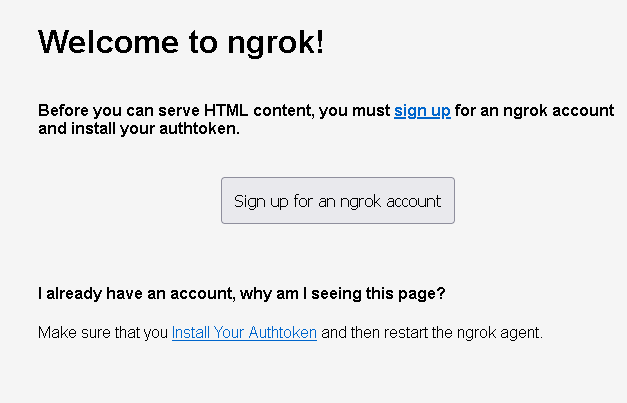 Welcome to ngrok!
Before you can serve HTML content, you must sign up for an ngrok account
and install your authtoken.
Sign up for an ngrok account
I already have an account, why am I seeing this page?
Make sure that you Install Your Authtoken and then restart the ngrok agent.